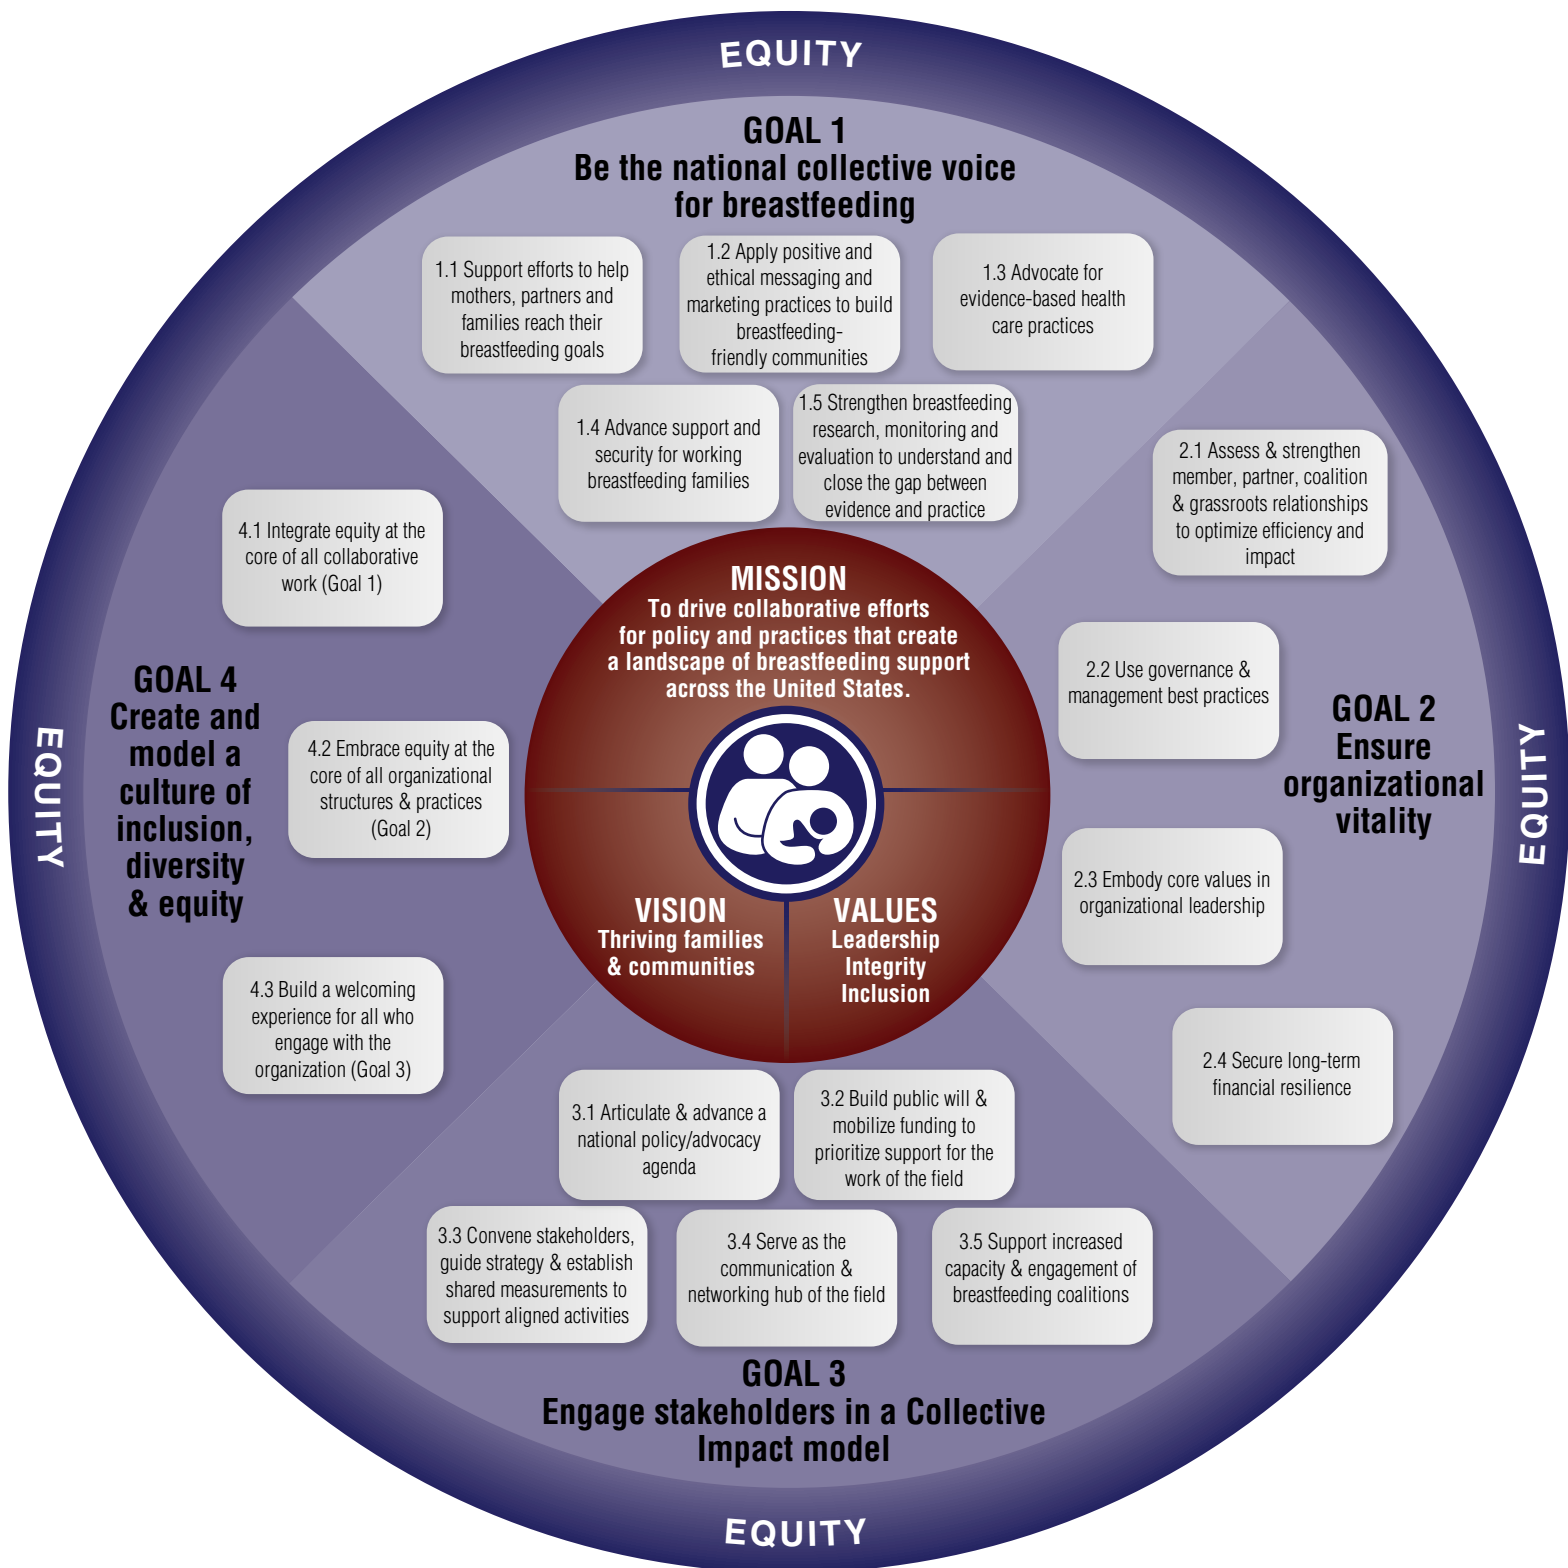 EQUITY
GOAL 1
Be the national collective voice
for breastfeeding
1.1 Support efforts to help
mothers, partners and
families reach their
breastfeeding goals
1.2 Apply positive and
ethical messaging and
marketing practices to build
breastfeeding-
friendly communities
1.3 Advocate for
evidence-based health
care practices
1.4 Advance support and
security for working
breastfeeding families
1.5 Strengthen breastfeeding
research, monitoring and
evaluation to understand and
close the gap between
evidence and practice
2.1 Assess & strengthen
member, partner, coalition
& grassroots relationships
to optimize efficiency and
impact
2.2 Use governance &
management best practices
GOAL 2
Ensure
organizational
vitality
2.3 Embody core values in
organizational leadership
2.4 Secure long-term
financial resilience
EQUITY
MISSION
To drive collaborative efforts
for policy and practices that create
a landscape of breastfeeding support
across the United States.
VISION
Thriving families
& communities
VALUES
Leadership
Integrity
Inclusion
4.1 Integrate equity at the
core of all collaborative
work (Goal 1)
EQUITY
GOAL 4
Create and
model a
culture of
inclusion,
diversity
& equity
4.2 Embrace equity at the
core of all organizational
structures & practices
(Goal 2)
4.3 Build a welcoming
experience for all who
engage with the
organization (Goal 3)
3.1 Articulate & advance a
national policy/advocacy
agenda
3.2 Build public will &
mobilize funding to
prioritize support for the
work of the field
3.3 Convene stakeholders,
guide strategy & establish
shared measurements to
support aligned activities
3.4 Serve as the
communication &
networking hub of the field
3.5 Support increased
capacity & engagement of
breastfeeding coalitions
GOAL 3
Engage stakeholders in a Collective
Impact model
EQUITY